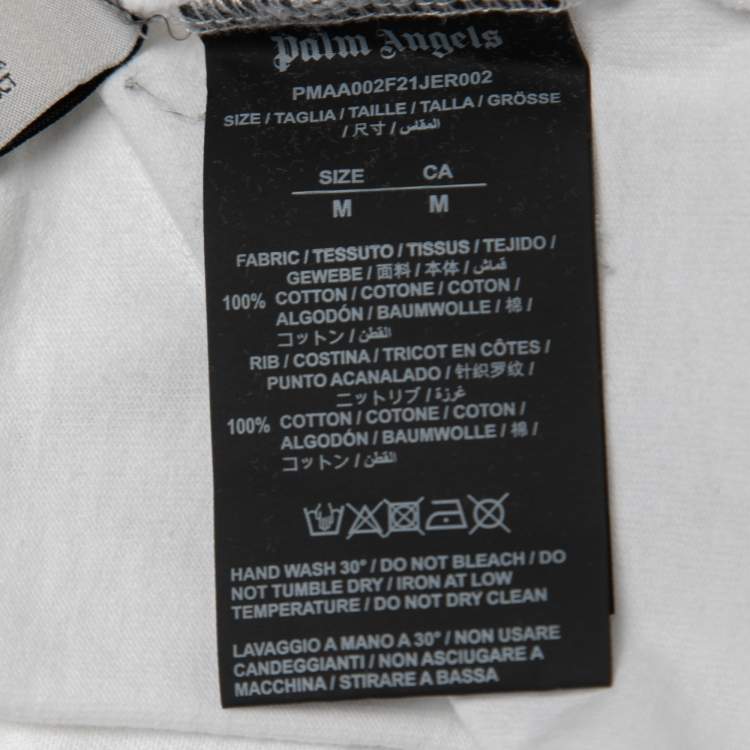 Palm Angels
PMAA002F21JER002
SIZE / TAGLIA / TAILLE / TALLA / GRÖSSE
/ 尺寸 / المقاس
SIZE CA
M M
FABRIC / TESSUTO / TISSUS / TEJIDO /
GEWEBE / 面料 / 本体 / قماش /
100% COTTON / COTONE / COTON /
ALGODÓN / BAUMWOLLE / 棉 /
コットン / القطن /
RIB / COSTINA / TRICOT EN CÔTES /
PUNTO ACANALADO / 针织罗纹 /
ニットリブ / غرزة /
100% COTTON / COTONE / COTON /
ALGODÓN / BAUMWOLLE / 棉 /
コットン / القطن /
HAND WASH 30° / DO NOT BLEACH / DO
NOT TUMBLE DRY / IRON AT LOW
TEMPERATURE / DO NOT DRY CLEAN
LAVAGGIO A MANO A 30° / NON USARE
CANDEGGIANTI / NON ASCIUGARE A
MACCHINA / STIRARE A BASSA